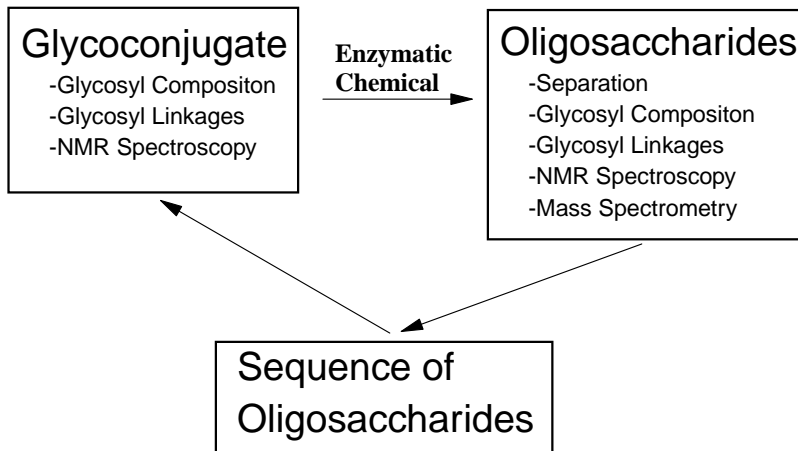 Glycoconjugate
-Glycosyl Compositon
-Glycosyl Linkages
-NMR Spectroscopy
Enzymatic
Chemical
Oligosaccharides
-Separation
-Glycosyl Compositon
-Glycosyl Linkages
-NMR Spectroscopy
-Mass Spectrometry
Sequence of
Oligosaccharides